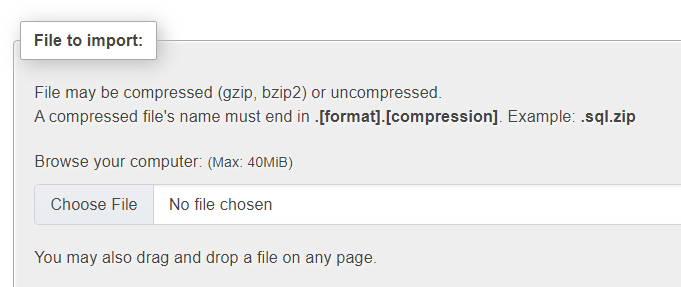 File to import:
File may be compressed (gzip, bzip2) or uncompressed.
A compressed file's name must end in .[format].[compression]. Example: .sql.zip
Browse your computer: (Max: 40MiB)
Choose File No file chosen
You may also drag and drop a file on any page.